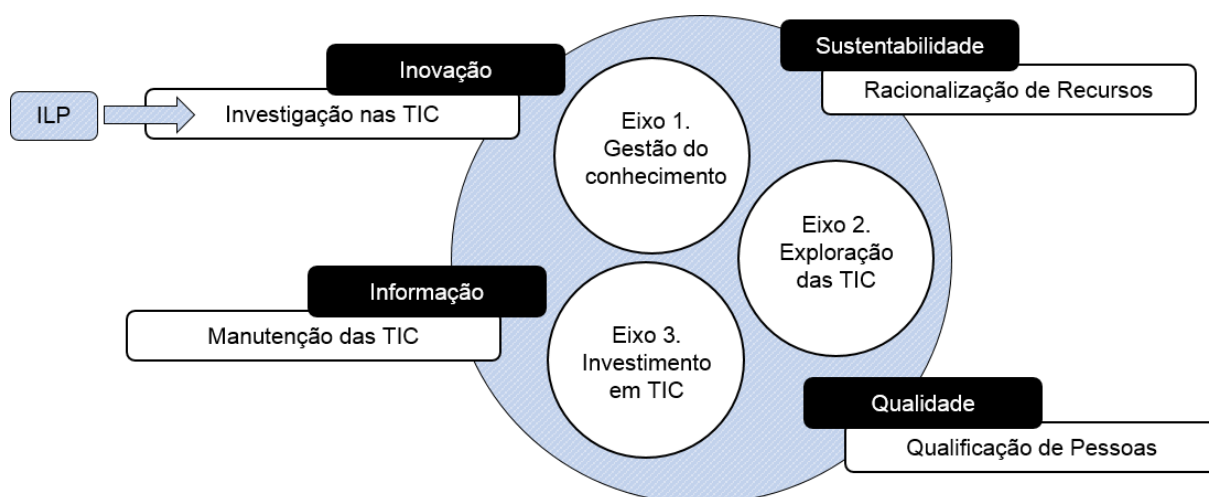 Inovação
Investigação nas TIC
ILP
Sustentabilidade
Racionalização de Recursos
Eixo 1.
Gestão do
conhecimento
Eixo 2.
Exploração
das TIC
Informação
Manutenção das TIC
Eixo 3.
Investimento
em TIC
Qualidade
Qualificação de Pessoas